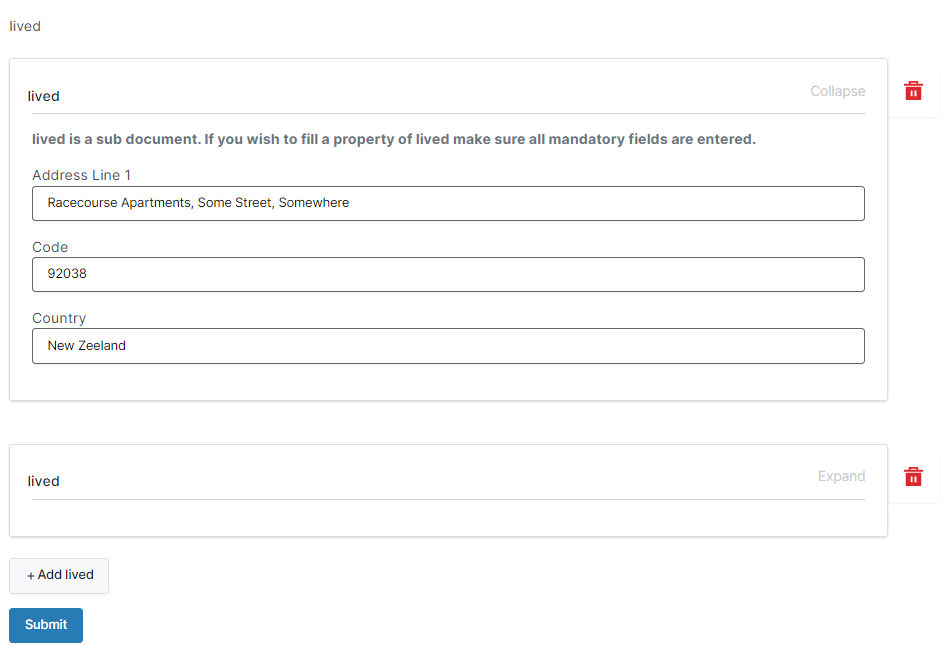 lived
lived
Collapse
lived is a sub document. If you wish to fill a property of lived make sure all mandatory fields are entered.
Address Line 1
Racecourse Apartments, Some Street, Somewhere
Code
92038
Country
New Zeeland
lived
Expand
+ Add lived
Submit